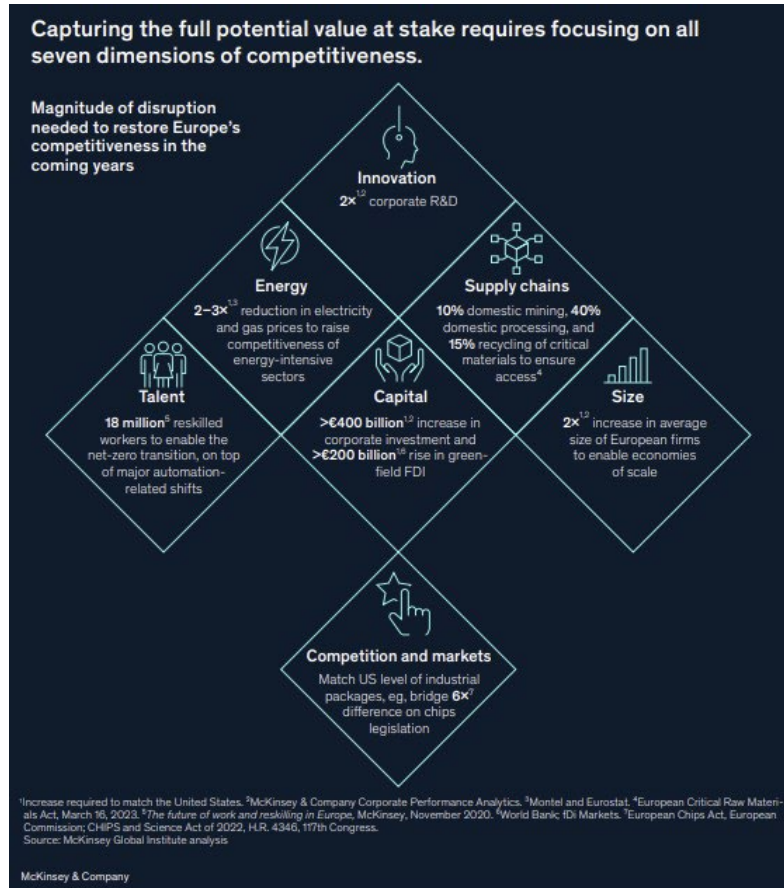 Capturing the full potential value at stake requires focusing on all
seven dimensions of competitiveness.
Magnitude of disruption
needed to restore Europe's
competitiveness in the
coming years
Innovation
2×¹,² corporate R&D
Energy
2–3×¹,³ reduction in electricity
and gas prices to raise
competitiveness of
energy-intensive
sectors
Supply chains
10% domestic mining, 40%
domestic processing, and
15% recycling of critical
materials to ensure
access⁴
Talent
18 million⁵ reskilled
workers to enable the
net-zero transition, on top
of major automation-
related shifts
Capital
>€400 billion¹,² increase in
corporate investment and
>€200 billion¹,⁶ rise in green-
field FDI
Size
2×¹,² increase in average
size of European firms
to enable economies
of scale
Competition and markets
Match US level of industrial
packages, eg, bridge 6×⁷
difference on chips
legislation
¹Increase required to match the United States. ²McKinsey & Company Corporate Performance Analytics. ³Montel and Eurostat. ⁴European Critical Raw Materi-
als Act, March 16, 2023. ⁵The future of work and reskilling in Europe, McKinsey, November 2020. ⁶World Bank; fDi Markets. ⁷European Chips Act, European
Commission; CHIPS and Science Act of 2022, H.R. 4346, 117th Congress.
Source: McKinsey Global Institute analysis
McKinsey & Company